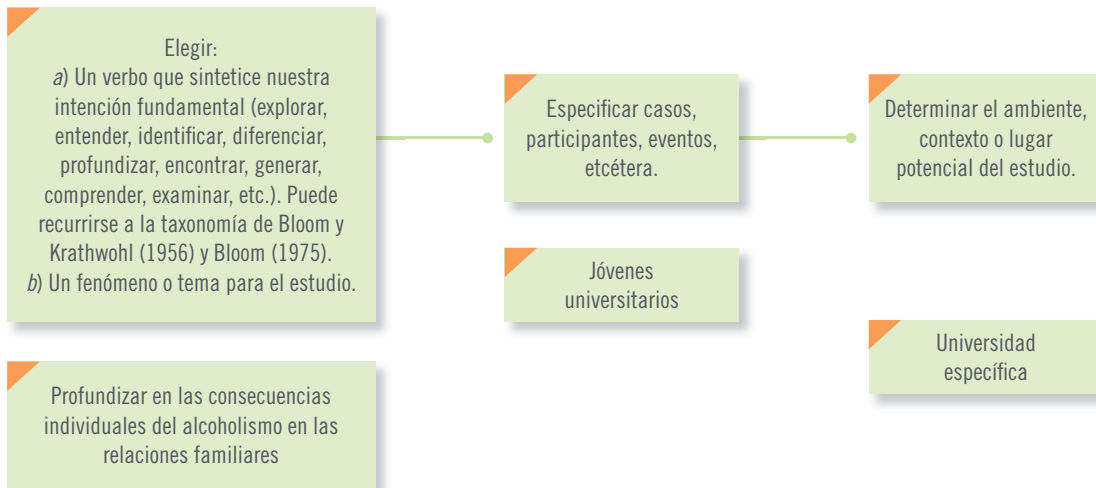 Elegir:
a) Un verbo que sintetice nuestra
intención fundamental (explorar,
entender, identificar, diferenciar,
profundizar, encontrar, generar,
comprender, examinar, etc.). Puede
recurrirse a la taxonomía de Bloom y
Krathwohl (1956) y Bloom (1975).
b) Un fenómeno o tema para el estudio.
Especificar casos,
participantes, eventos,
etcétera.
Determinar el ambiente,
contexto o lugar
potencial del estudio.
Profundizar en las consecuencias
individuales del alcoholismo en las
relaciones familiares
Jóvenes
universitarios
Universidad
específica